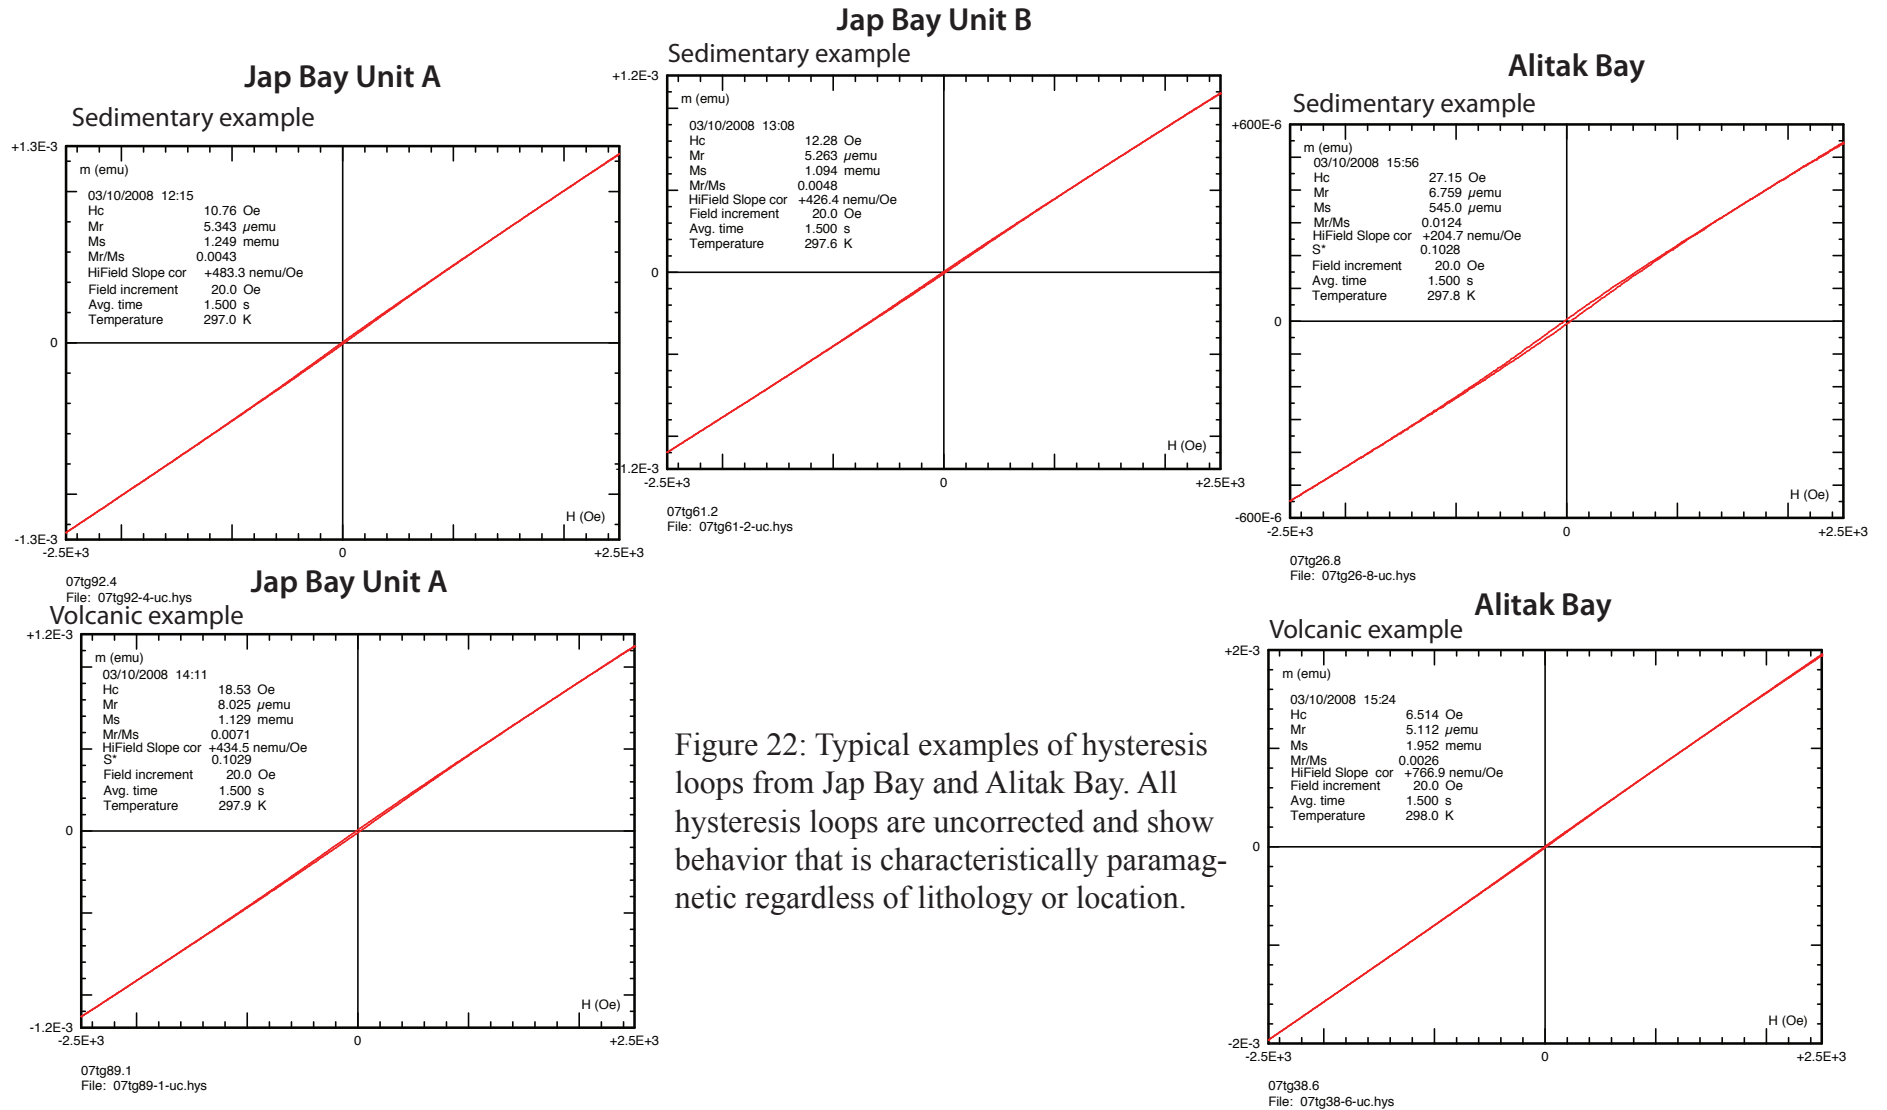 Jap Bay Unit A
Sedimentary example
+1.3E-3
m (emu)
03/10/2008 12:15
Hc 10.76 Oe
Mr 5.343 µemu
Ms 1.249 memu
Mr/Ms 0.0043
HiField Slope cor +483.3 nemu/Oe
Field increment 20.0 Oe
Avg. time 1.500 s
Temperature 297.0 K
0
H (Oe)
-1.3E-3
-2.5E+3 0 +2.5E+3
07tg92.4
File: 07tg92-4-uc.hys
Jap Bay Unit B
Sedimentary example
+1.2E-3
m (emu)
03/10/2008 13:08
Hc 12.28 Oe
Mr 5.263 µemu
Ms 1.094 memu
Mr/Ms 0.0048
HiField Slope cor +426.4 nemu/Oe
Field increment 20.0 Oe
Avg. time 1.500 s
Temperature 297.6 K
0
H (Oe)
-1.2E-3
-2.5E+3 0 +2.5E+3
07tg61.2
File: 07tg61-2-uc.hys
Alitak Bay
Sedimentary example
+600E-6
m (emu)
03/10/2008 15:56
Hc 27.15 Oe
Mr 6.759 µemu
Ms 545.0 µemu
Mr/Ms 0.0124
HiField Slope cor +204.7 nemu/Oe
S* 0.1028
Field increment 20.0 Oe
Avg. time 1.500 s
Temperature 297.8 K
0
H (Oe)
-600E-6
-2.5E+3 0 +2.5E+3
07tg26.8
File: 07tg26-8-uc.hys
Jap Bay Unit A
Volcanic example
+1.2E-3
m (emu)
03/10/2008 14:11
Hc 18.53 Oe
Mr 8.025 µemu
Ms 1.129 memu
Mr/Ms 0.0071
HiField Slope cor +434.5 nemu/Oe
S* 0.1029
Field increment 20.0 Oe
Avg. time 1.500 s
Temperature 297.9 K
0
H (Oe)
-1.2E-3
-2.5E+3 0 +2.5E+3
07tg89.1
File: 07tg89-1-uc.hys
Figure 22: Typical examples of hysteresis
loops from Jap Bay and Alitak Bay. All
hysteresis loops are uncorrected and show
behavior that is characteristically paramag-
netic regardless of lithology or location.
Alitak Bay
Volcanic example
+2E-3
m (emu)
03/10/2008 15:24
Hc 6.514 Oe
Mr 5.112 µemu
Ms 1.952 memu
Mr/Ms 0.0026
HiField Slope cor +766.9 nemu/Oe
Field increment 20.0 Oe
Avg. time 1.500 s
Temperature 298.0 K
0
H (Oe)
-2E-3
-2.5E+3 0 +2.5E+3
07tg38.6
File: 07tg38-6-uc.hys